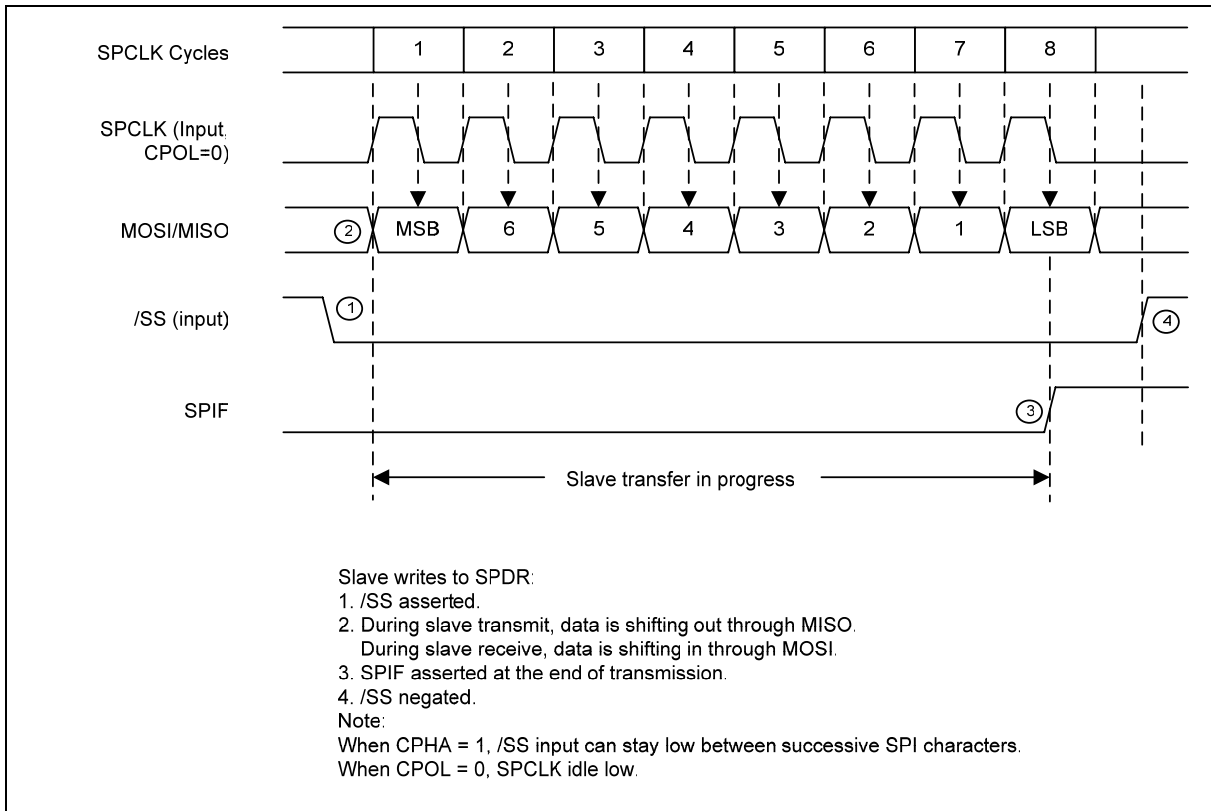 SPCLK Cycles
1 2 3 4 5 6 7 8
SPCLK (Input,
CPOL=0)
MOSI/MISO
2 MSB 6 5 4 3 2 1 LSB
/SS (input)
1
4
SPIF
3
Slave transfer in progress
Slave writes to SPDR:
1. /SS asserted.
2. During slave transmit, data is shifting out through MISO.
During slave receive, data is shifting in through MOSI.
3. SPIF asserted at the end of transmission.
4. /SS negated.
Note:
When CPHA = 1, /SS input can stay low between successive SPI characters.
When CPOL = 0, SPCLK idle low.